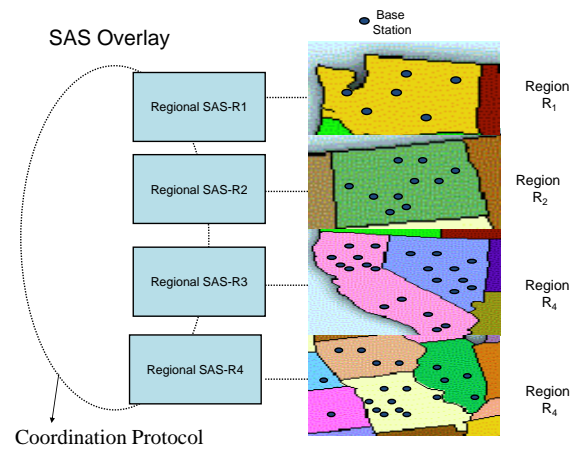 Base
Station
SAS Overlay
Regional SAS-R1
Region
R1
Regional SAS-R2
Region
R2
Regional SAS-R3
Region
R4
Regional SAS-R4
Region
R4
Coordination Protocol